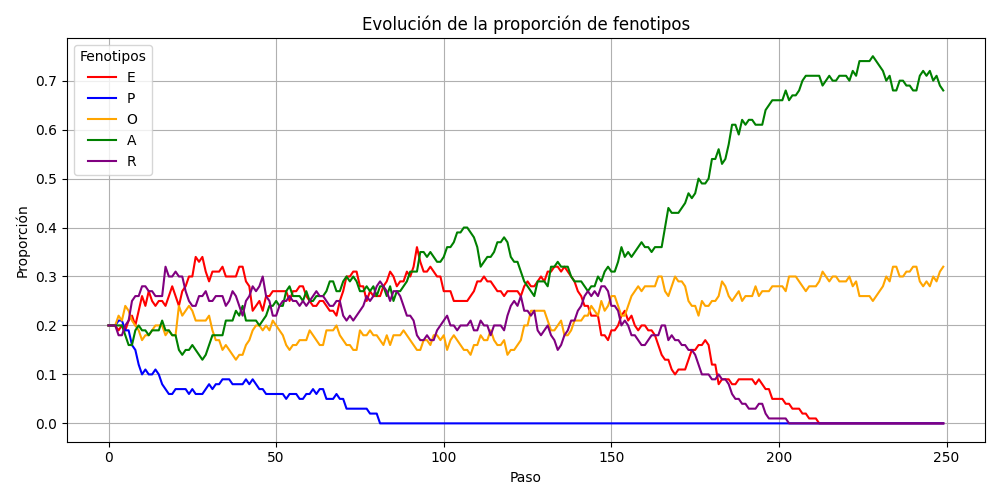 Evolución de la proporción de fenotipos
Fenotipos
E
P
O
A
R
Proporción
0.7
0.6
0.5
0.4
0.3
0.2
0.1
0.0
0
50
100
150
200
250
Paso